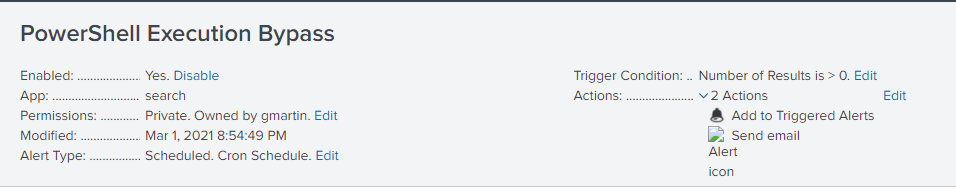 PowerShell Execution Bypass
Enabled: .................... Yes. Disable
App: ........................... search
Permissions: ............. Private. Owned by gmartin. Edit
Modified: ................... Mar 1, 2021 8:54:49 PM
Alert Type: ................ Scheduled. Cron Schedule. Edit
Trigger Condition: .. Number of Results is > 0. Edit
Actions: ..................... 2 Actions Edit
Add to Triggered Alerts
Send email
Alert
icon